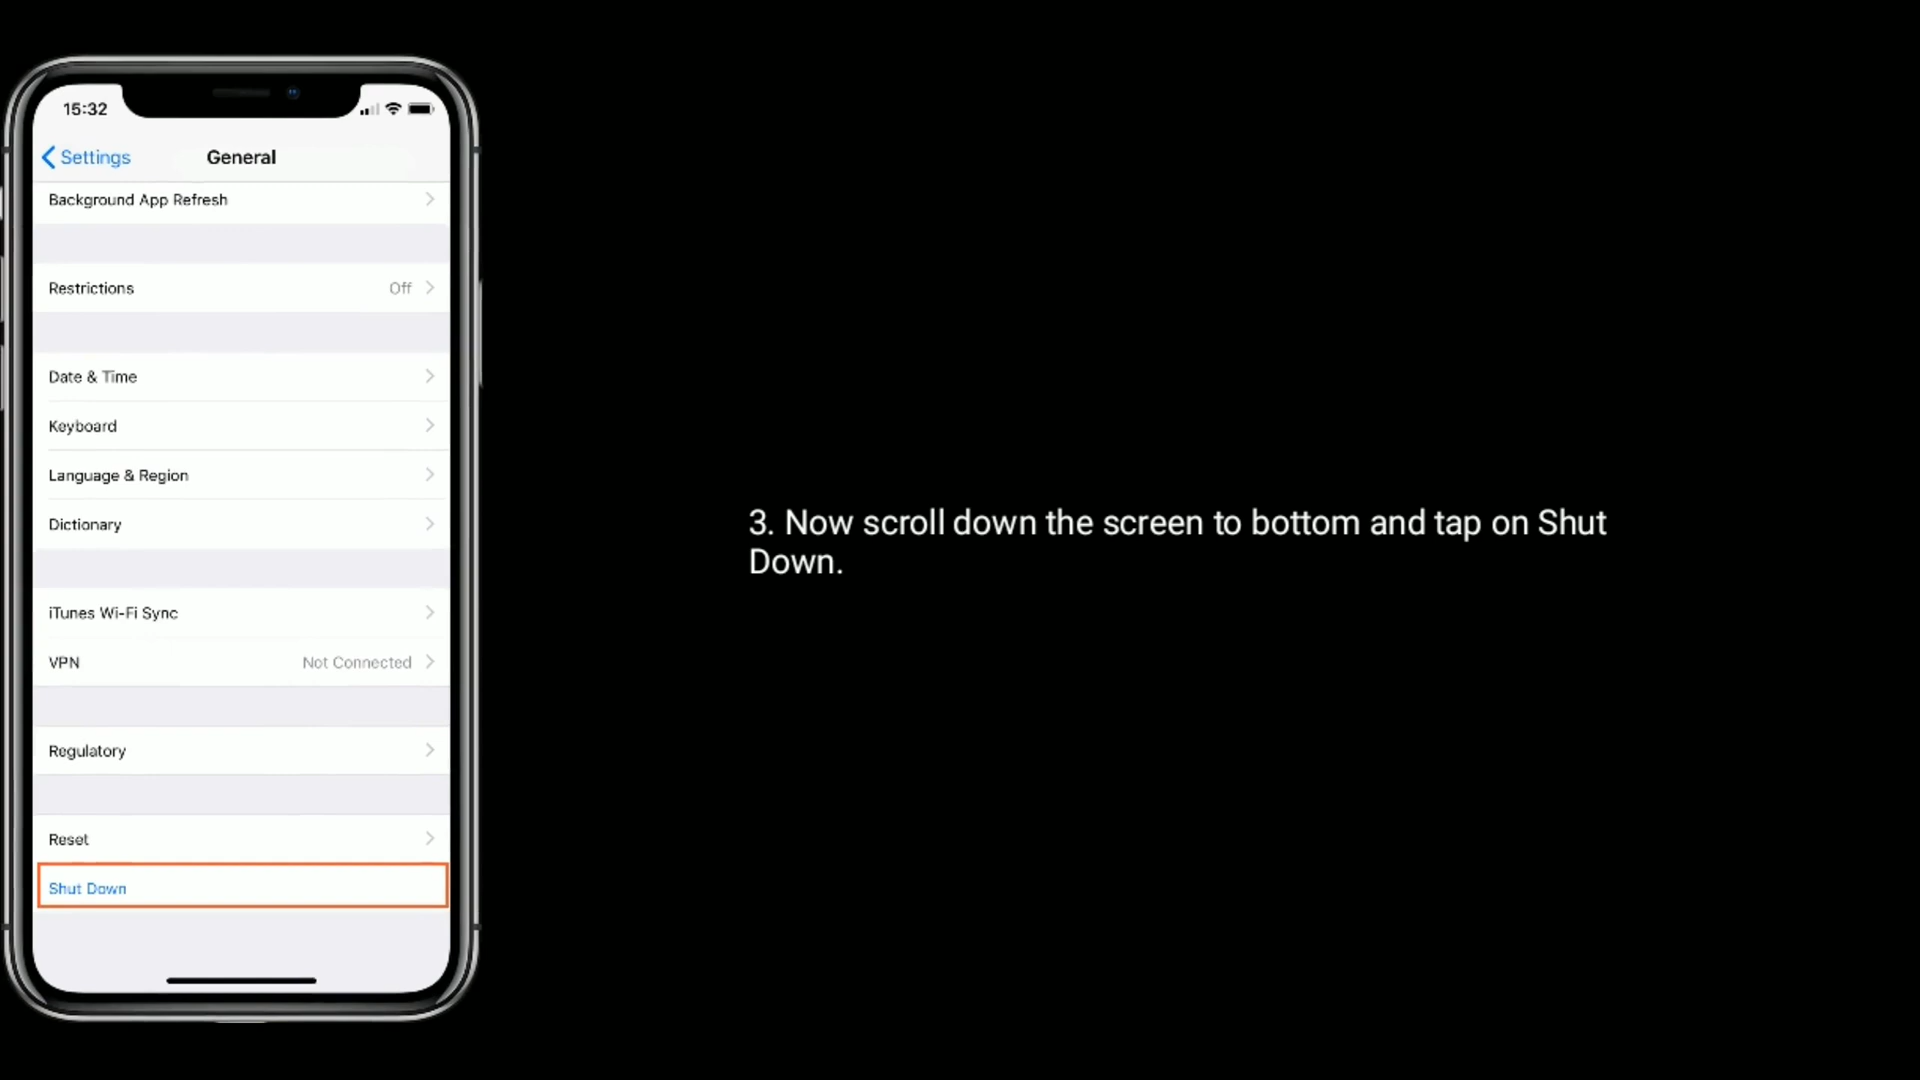 15:32
Settings
General
Background App Refresh
Restrictions Off
Date & Time
Keyboard
Language & Region
Dictionary
iTunes Wi-Fi Sync
VPN Not Connected
Regulatory
Reset
Shut Down
3. Now scroll down the screen to bottom and tap on Shut
Down.